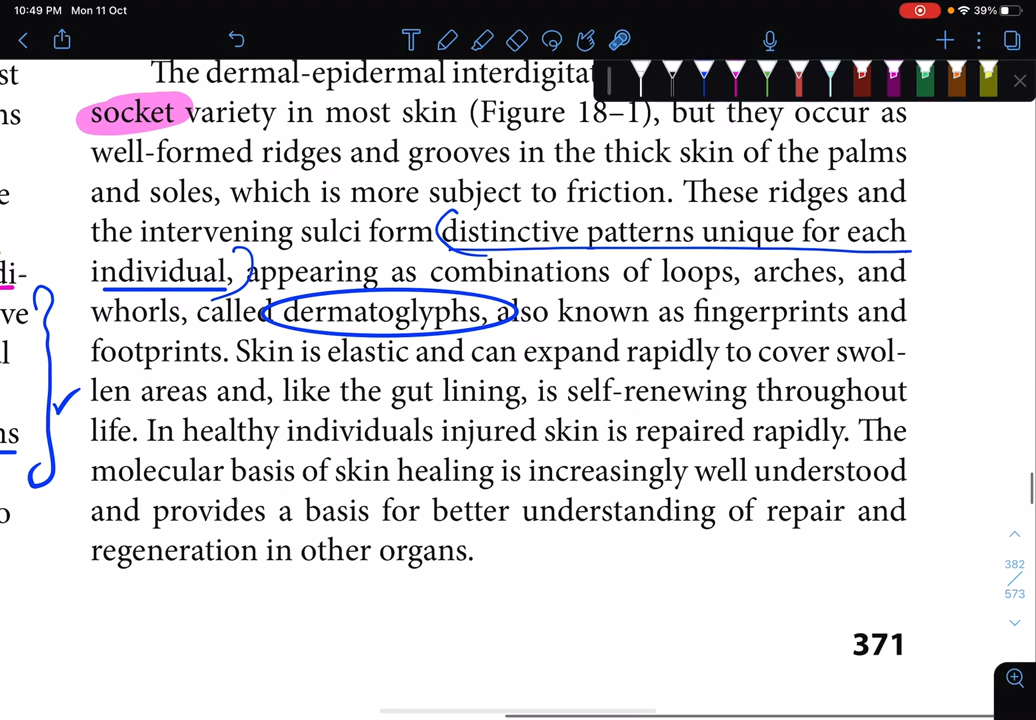 10:49 PM Mon 11 Oct
39%
T
st
ns
e
di-
ve
l
ns
o
The dermal-epidermal interdigitat
socket variety in most skin (Figure 18–1), but they occur as
well-formed ridges and grooves in the thick skin of the palms
and soles, which is more subject to friction. These ridges and
the intervening sulci form distinctive patterns unique for each
individual, appearing as combinations of loops, arches, and
whorls, called dermatoglyphs, also known as fingerprints and
footprints. Skin is elastic and can expand rapidly to cover swol-
len areas and, like the gut lining, is self-renewing throughout
life. In healthy individuals injured skin is repaired rapidly. The
molecular basis of skin healing is increasingly well understood
and provides a basis for better understanding of repair and
regeneration in other organs.
382
573
371